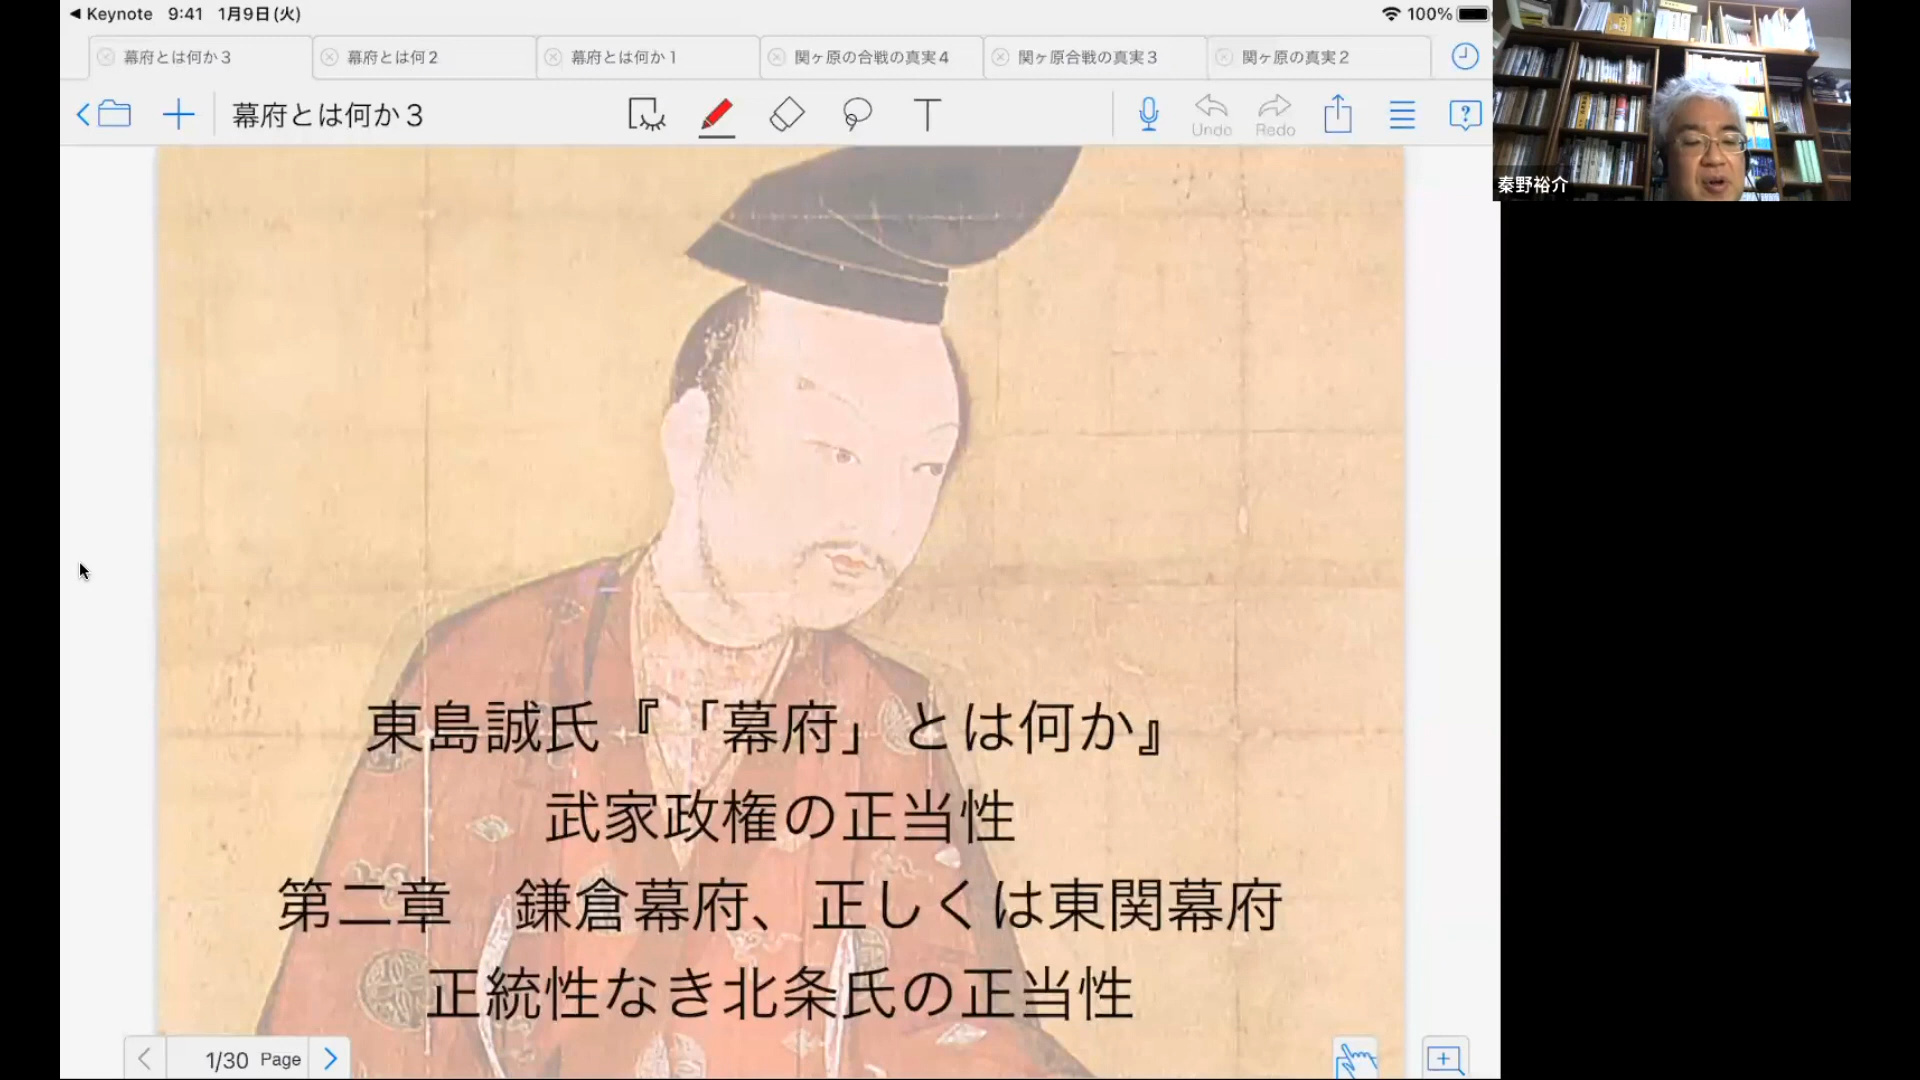 Keynote 9:41 1月9日(火)
100%
幕府とは何か３
幕府とは何２
幕府とは何か１
関ヶ原の合戦の真実４
関ヶ原合戦の真実３
関ヶ原の真実２
幕府とは何か３
T
Undo
Redo
?
秦野裕介
東島誠氏『「幕府」とは何か』
武家政権の正当性
第二章　鎌倉幕府、正しくは東関幕府
正統性なき北条氏の正当性
1/30 Page